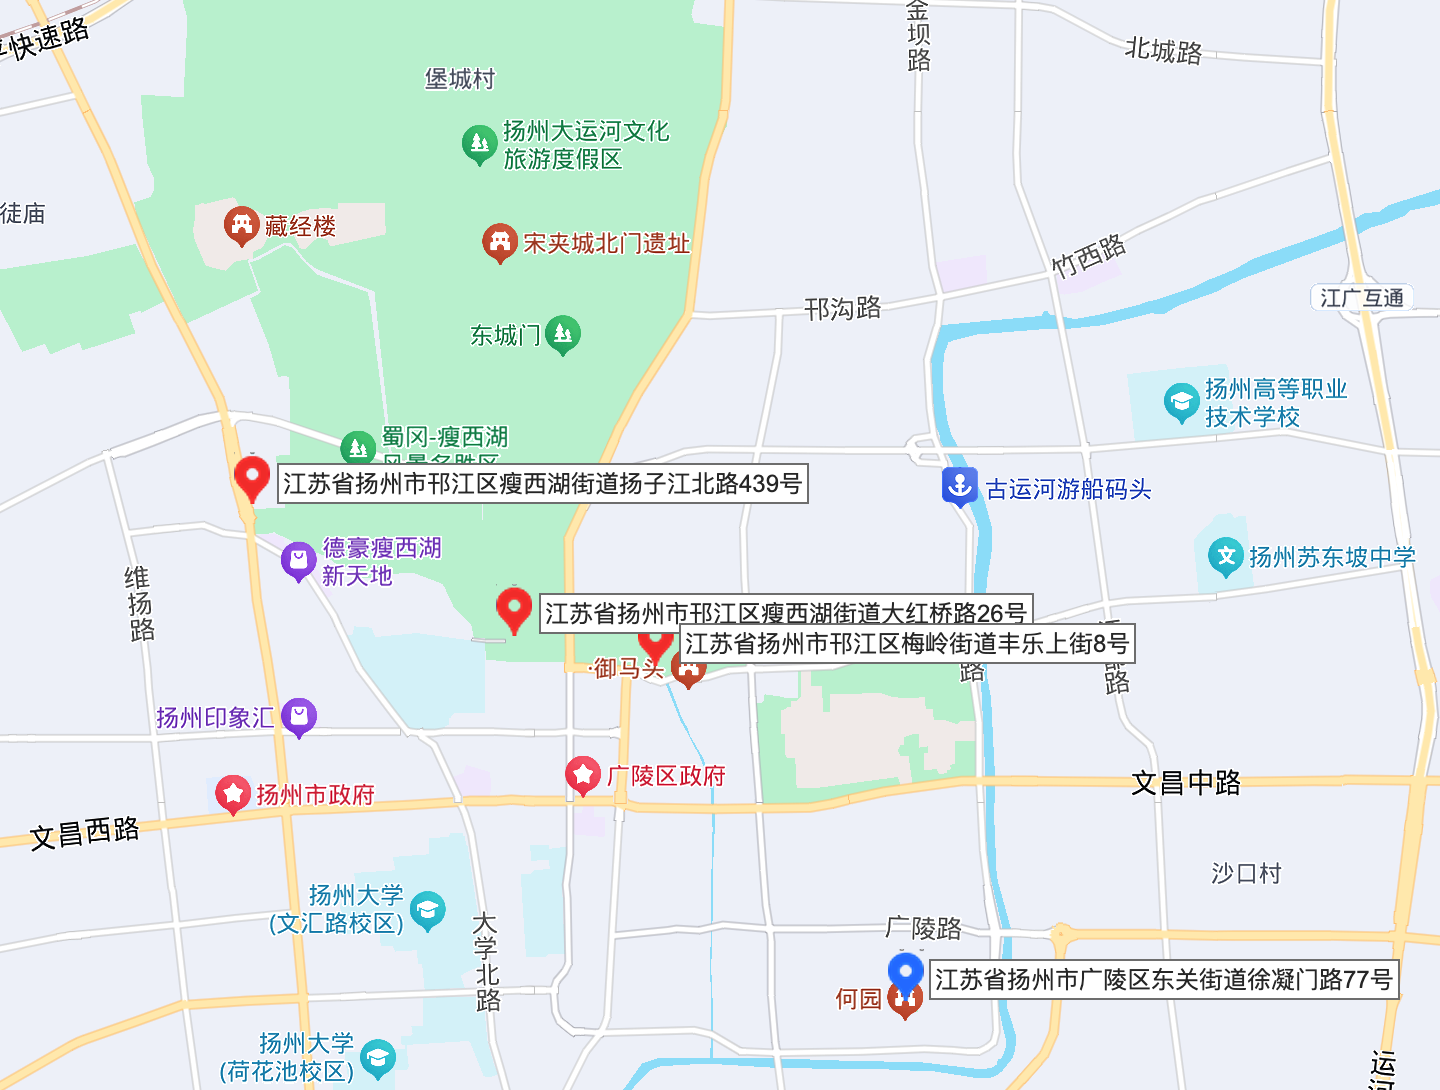 平快速路
金坝路
北城路
堡城村
扬州大运河文化
旅游度假区
徒庙
藏经楼
宋夹城北门遗址
竹西路
江广互通
邗沟路
东城门
扬州高等职业
技术学校
蜀冈-瘦西湖
风景名胜区
江苏省扬州市邗江区瘦西湖街道扬子江北路439号
古运河游船码头
德豪瘦西湖
新天地
扬州苏东坡中学
维扬路
江苏省扬州市邗江区瘦西湖街道大红桥路26号
江苏省扬州市邗江区梅岭街道丰乐上街8号
·御马头
路
路
扬州印象汇
广陵区政府
扬州市政府
文昌中路
文昌西路
沙口村
扬州大学
(文汇路校区)
大学北路
广陵路
江苏省扬州市广陵区东关街道徐凝门路77号
何园
扬州大学
(荷花池校区)
运河